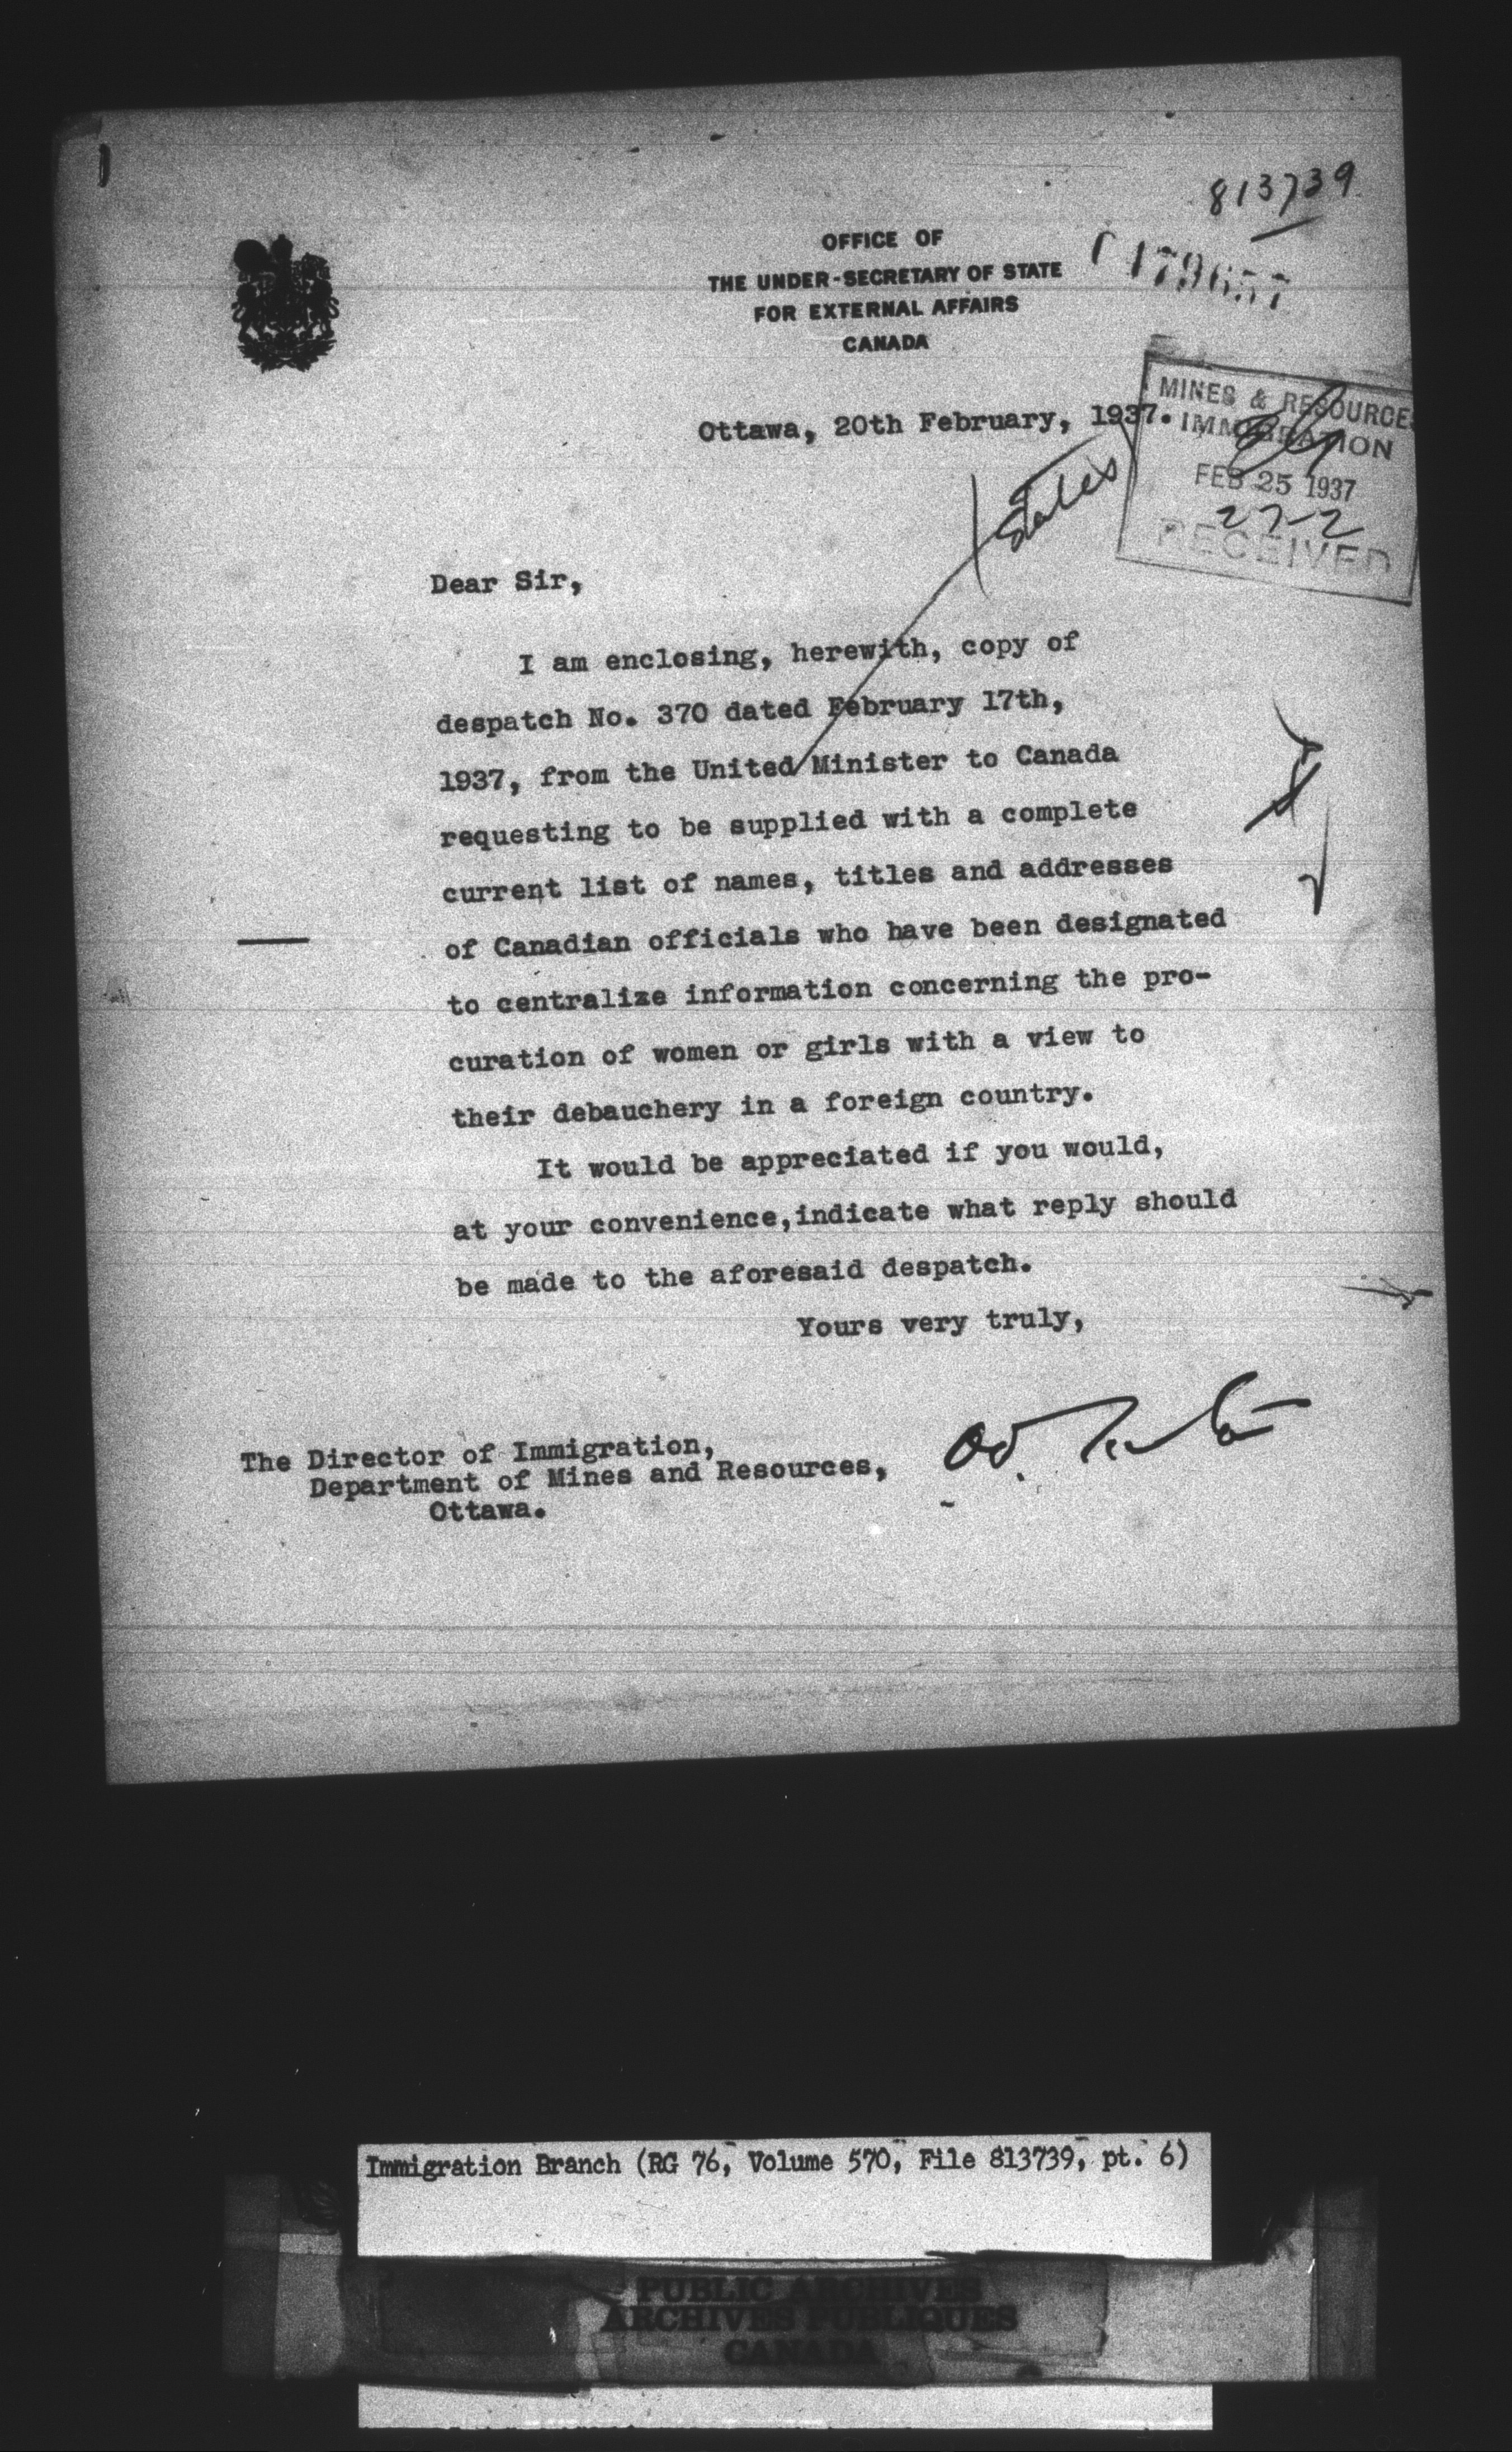 813739
OFFICE OF
THE UNDER-SECRETARY OF STATE
FOR EXTERNAL AFFAIRS
CANADA
179657
Ottawa, 20th February, 1937.
MINES & RESOURCES
IMMIGRATION
FEB 25 1937
27-2
RECEIVED
States
Dear Sir,
I am enclosing, herewith, copy of
despatch No. 370 dated February 17th,
1937, from the United Minister to Canada
requesting to be supplied with a complete
current list of names, titles and addresses
of Canadian officials who have been designated
to centralize information concerning the pro-
curation of women or girls with a view to
their debauchery in a foreign country.
It would be appreciated if you would,
at your convenience,indicate what reply should
be made to the aforesaid despatch.
Yours very truly,
The Director of Immigration,
Department of Mines and Resources,
Ottawa.
Immigration Branch (RG 76, Volume 570, File 813739, pt. 6)
PUBLIC ARCHIVES
ARCHIVES PUBLIQUES
CANADA